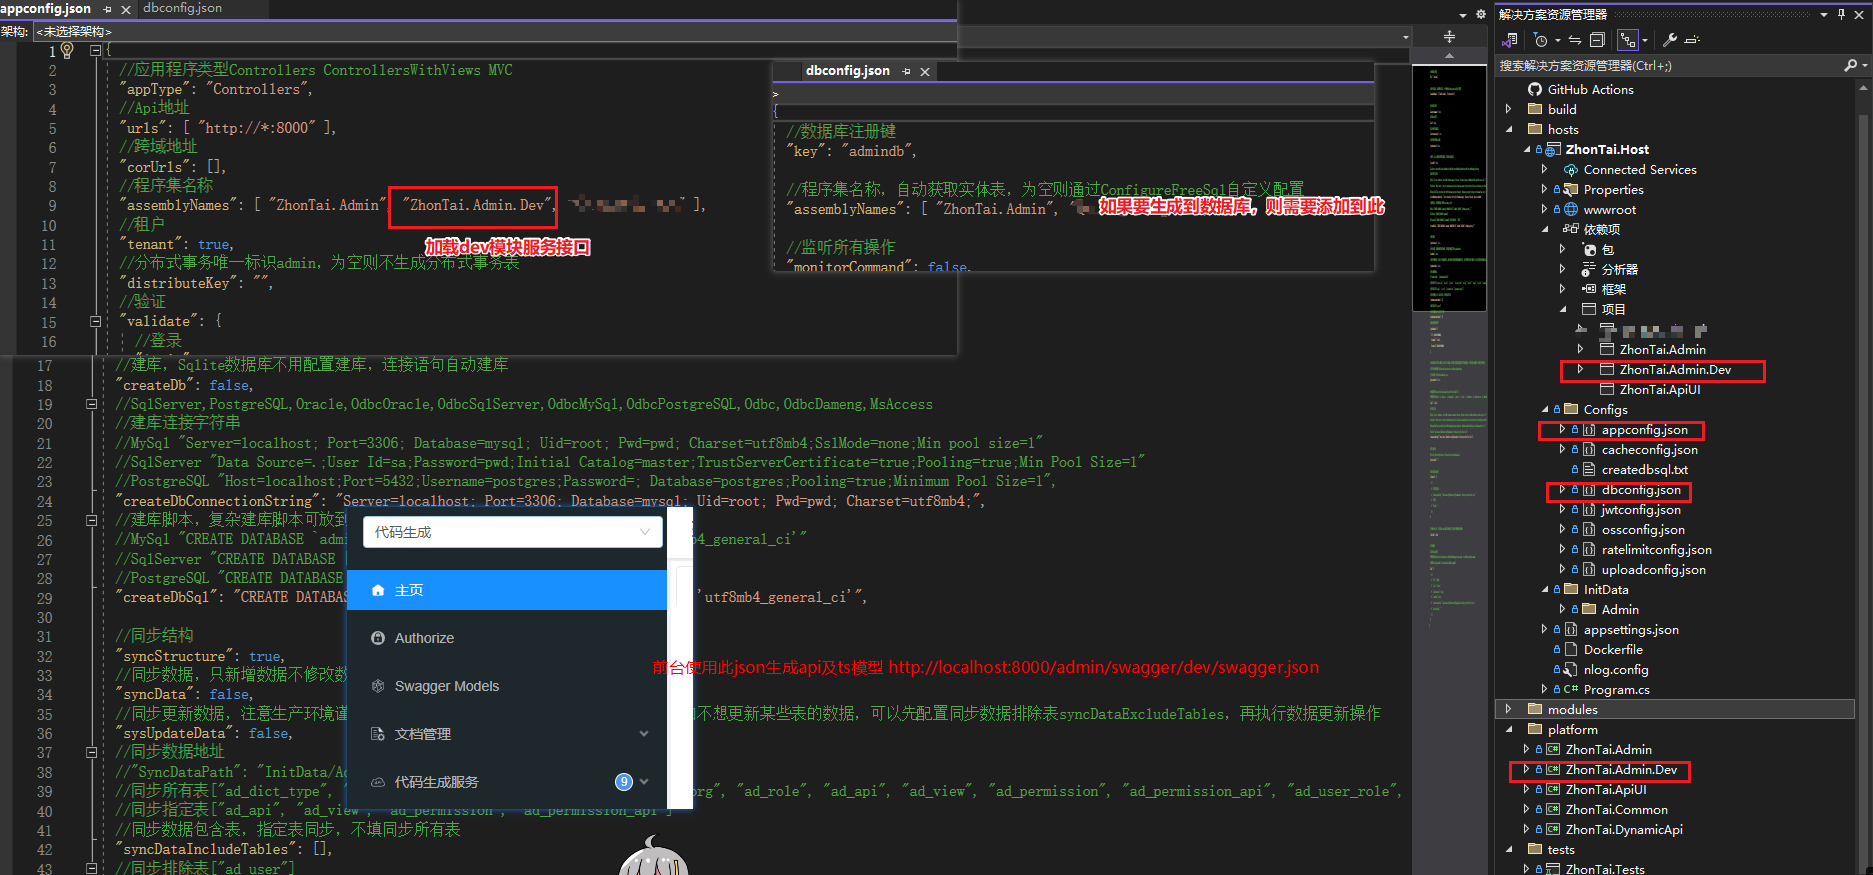 appconfig.json
dbconfig.json
架构:
<未选择架构>
1 {
2 //应用程序类型Controllers ControllersWithViews MVC
3 "appType": "Controllers",
4 //Api地址
5 "urls": [ "http://*:8000" ],
6 //跨域地址
7 "corUrls": [],
8 //程序集名称
9 "assemblyNames": [ "ZhonTai.Admin", "ZhonTai.Admin.Dev", " " ],
10 //租户
11 "tenant": true,
加载dev模块服务接口
12 //分布式事务唯一标识admin，为空则不生成分布式事务表
13 "distributeKey": "",
14 //验证
15 "validate": {
16 //登录
dbconfig.json
>
{
//数据库注册键
"key": "admindb",
//程序集名称，自动获取实体表，为空则通过ConfigureFreeSql自定义配置
"assemblyNames": [ "ZhonTai.Admin",
如果要生成到数据库，则需要添加到此
//监听所有操作
"monitorCommand": false,
17 //建库，Sqlite数据库不用配置建库，连接语句自动建库
18 "createDb": false,
19 //SqlServer,PostgreSQL,Oracle,OdbcOracle,OdbcSqlServer,OdbcMySql,OdbcPostgreSQL,Odbc,OdbcDameng,MsAccess
20 //建库连接字符串
21 //MySql "Server=localhost; Port=3306; Database=mysql; Uid=root; Pwd=pwd; Charset=utf8mb4;SslMode=none;Min pool size=1"
22 //SqlServer "Data Source=.;User Id=sa;Password=pwd;Initial Catalog=master;TrustServerCertificate=true;Pooling=true;Min Pool Size=1"
23 //PostgreSQL "Host=localhost;Port=5432;Username=postgres;Password=; Database=postgres;Pooling=true;Minimum Pool Size=1",
24 "createDbConnectionString": "Server=localhost; Port=3306; Database=mysql; Uid=root; Pwd=pwd; Charset=utf8mb4;",
25 //建库脚本，复杂建库脚本可放到
26 //MySql "CREATE DATABASE `adm b4_general_ci'"
27 //SqlServer "CREATE DATABASE
28 //PostgreSQL "CREATE DATABASE
29 "createDbSql": "CREATE DATABAS 'utf8mb4_general_ci'",
30
31 //同步结构
32 "syncStructure": true,
33 //同步数据，只新增数据不修改数
34 "syncData": false,
35 //同步更新数据，注意生产环境谨 不想更新某些表的数据，可以先配置同步数据排除表syncDataExcludeTables，再执行数据更新操作
36 "sysUpdateData": false,
37 //同步数据地址
38 //"SyncDataPath": "InitData/Ad
39 //同步所有表["ad_dict_type", " org", "ad_role", "ad_api", "ad_view", "ad_permission", "ad_permission_api", "ad_user_role",
40 //同步指定表["ad_api", "ad_view", "ad_permission", "ad_permission_api"]
41 //同步数据包含表，指定表同步，不填同步所有表
42 "syncDataIncludeTables": [],
43 //同步排除表["ad_user"]
代码生成
主页
Authorize
Swagger Models
文档管理
代码生成服务
9
前台使用此json生成api及ts模型 http://localhost:8000/admin/swagger/dev/swagger.json
解决方案资源管理器
搜索解决方案资源管理器(Ctrl+;)
GitHub Actions
build
hosts
ZhonTai.Host
Connected Services
Properties
wwwroot
依赖项
包
分析器
框架
项目
ZhonTai.Admin
ZhonTai.Admin.Dev
ZhonTai.ApiUI
Configs
appconfig.json
cacheconfig.json
createdbsql.txt
dbconfig.json
jwtconfig.json
ossconfig.json
ratelimitconfig.json
uploadconfig.json
InitData
Admin
appsettings.json
Dockerfile
nlog.config
Program.cs
modules
platform
ZhonTai.Admin
ZhonTai.Admin.Dev
ZhonTai.ApiUI
ZhonTai.Common
ZhonTai.DynamicApi
tests
ZhonTai.Tests